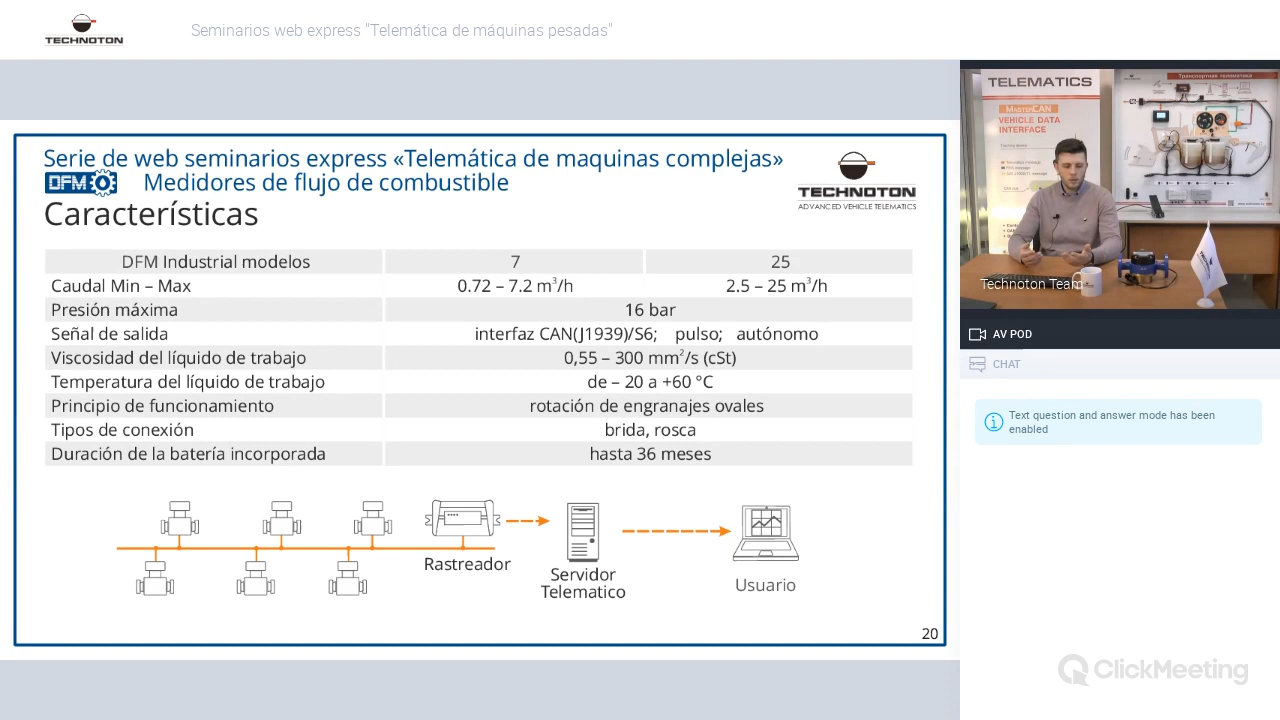 TECHNOTON
Seminarios web express "Telemática de máquinas pesadas"
Serie de web seminarios express «Telemática de maquinas complejas»
DFM Medidores de flujo de combustible
Características
TECHNOTON
ADVANCED VEHICLE TELEMATICS
DFM Industrial modelos 7 25
Caudal Min – Max 0.72 – 7.2 m³/h 2.5 – 25 m³/h
Presión máxima 16 bar
Señal de salida interfaz CAN(J1939)/S6; pulso; autónomo
Viscosidad del líquido de trabajo 0,55 – 300 mm²/s (cSt)
Temperatura del líquido de trabajo de – 20 a +60 °C
Principio de funcionamiento rotación de engranajes ovales
Tipos de conexión brida, rosca
Duración de la batería incorporada hasta 36 meses
Rastreador
Servidor
Telematico
Usuario
20
TELEMATICS
MASTERCAN
VEHICLE DATA
INTERFACE
Транспортная телематика
TECHNOTON
Technoton Team
AV POD
CHAT
Text question and answer mode has been
enabled
ClickMeeting